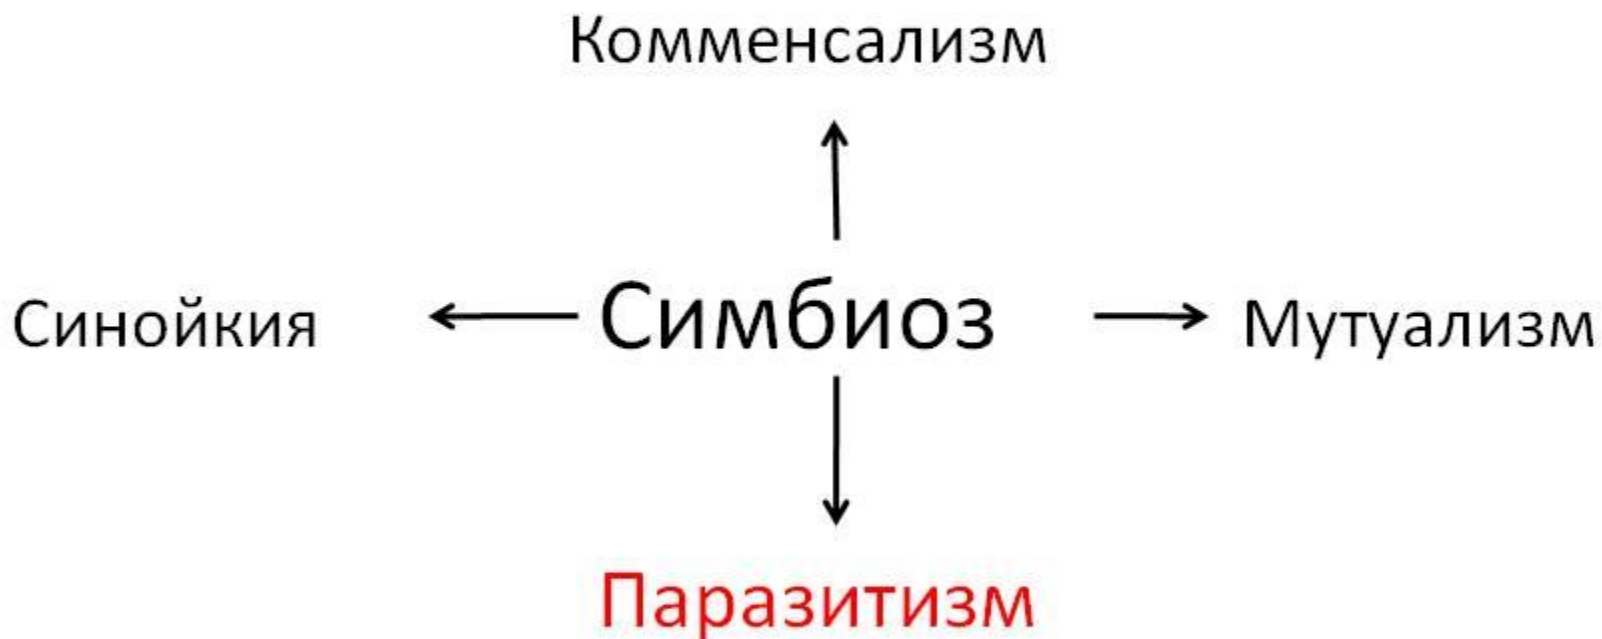 Комменсализм
Синойкия
Симбиоз
Мутуализм
Паразитизм